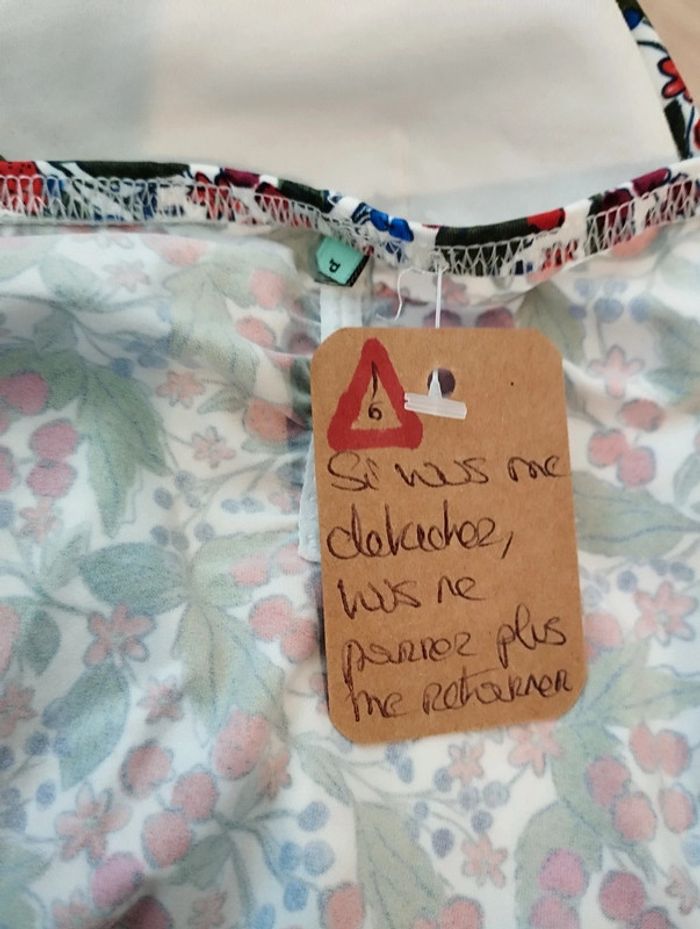 !
Si vous me
detachez,
vous ne
pourrez plus
me retourner